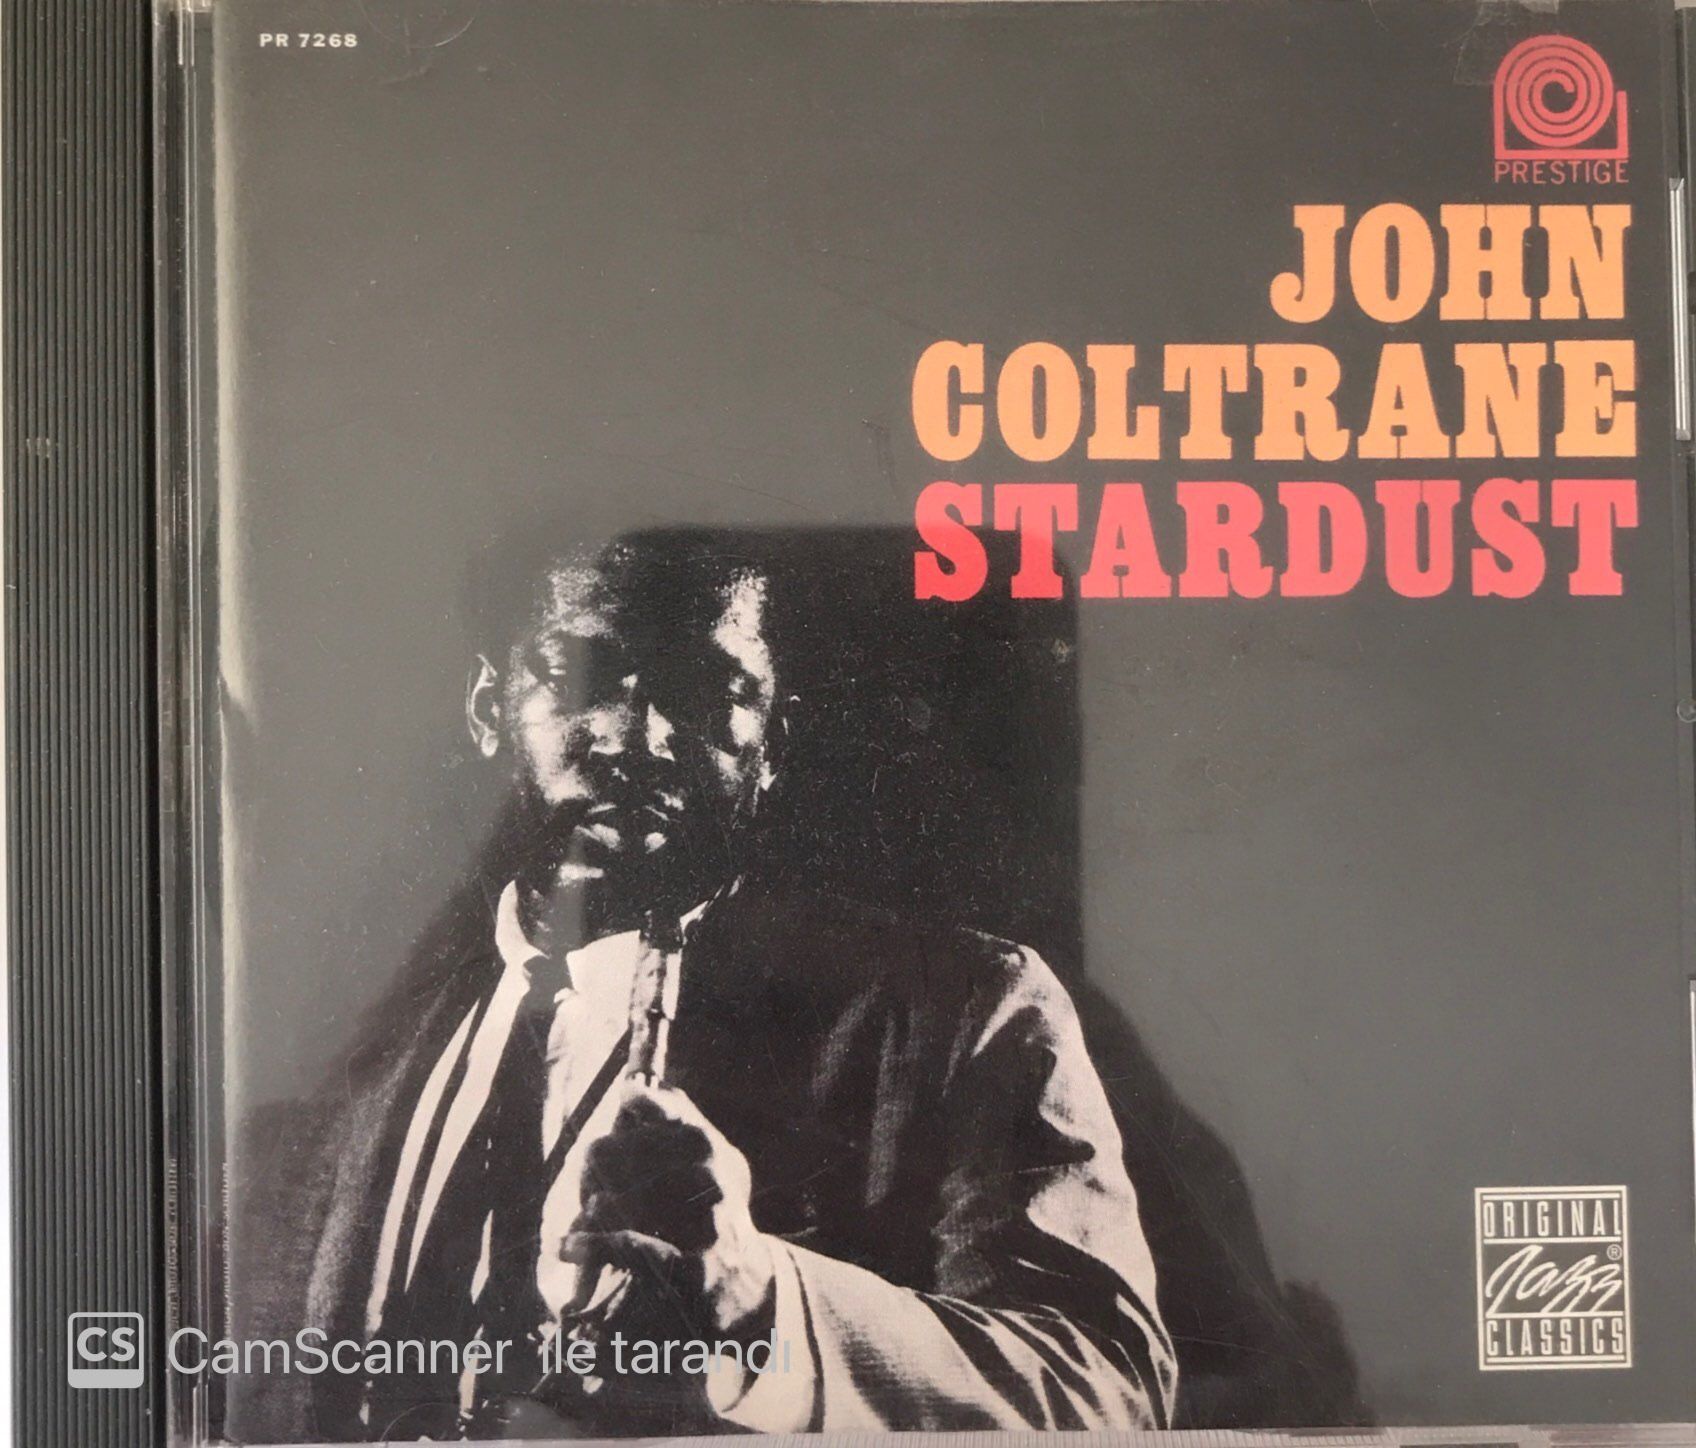 PR 7268
PRESTIGE
JOHN
COLTRANE
STARDUST
ORIGINAL
Jazz®
CLASSICS
CS CamScanner ile tarandı